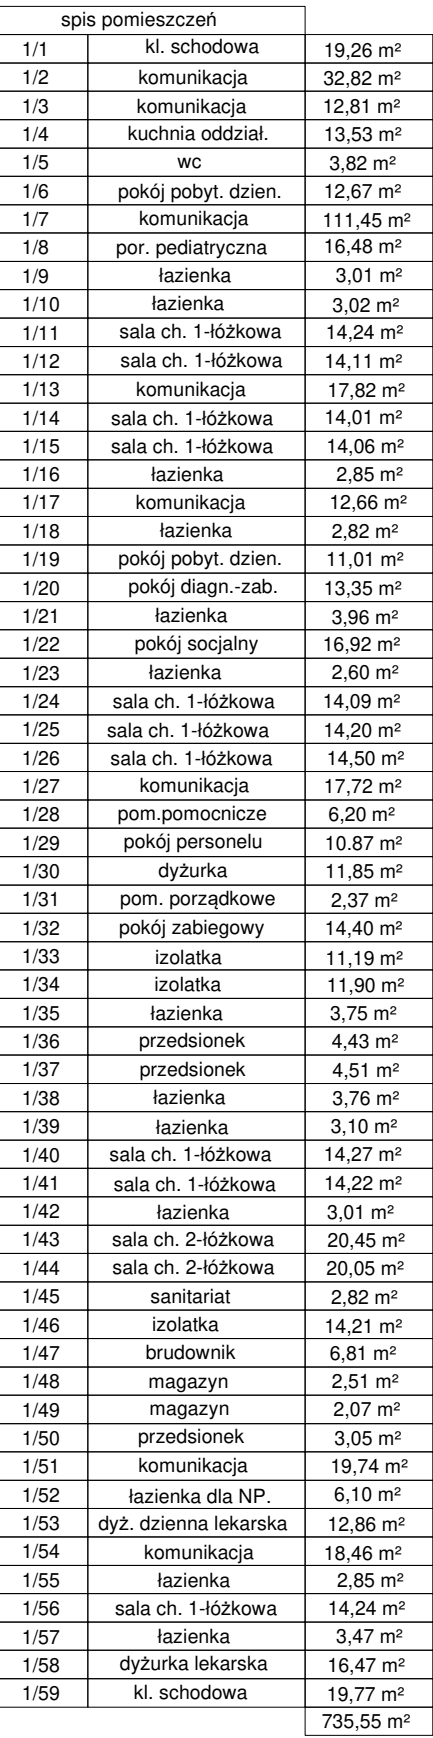 spis pomieszczeń
1/1 kl. schodowa 19,26 m²
1/2 komunikacja 32,82 m²
1/3 komunikacja 12,81 m²
1/4 kuchnia oddział. 13,53 m²
1/5 wc 3,82 m²
1/6 pokój pobyt. dzien. 12,67 m²
1/7 komunikacja 111,45 m²
1/8 por. pediatryczna 16,48 m²
1/9 łazienka 3,01 m²
1/10 łazienka 3,02 m²
1/11 sala ch. 1-łóżkowa 14,24 m²
1/12 sala ch. 1-łóżkowa 14,11 m²
1/13 komunikacja 17,82 m²
1/14 sala ch. 1-łóżkowa 14,01 m²
1/15 sala ch. 1-łóżkowa 14,06 m²
1/16 łazienka 2,85 m²
1/17 komunikacja 12,66 m²
1/18 łazienka 2,82 m²
1/19 pokój pobyt. dzien. 11,01 m²
1/20 pokój diagn.-zab. 13,35 m²
1/21 łazienka 3,96 m²
1/22 pokój socjalny 16,92 m²
1/23 łazienka 2,60 m²
1/24 sala ch. 1-łóżkowa 14,09 m²
1/25 sala ch. 1-łóżkowa 14,20 m²
1/26 sala ch. 1-łóżkowa 14,50 m²
1/27 komunikacja 17,72 m²
1/28 pom.pomocnicze 6,20 m²
1/29 pokój personelu 10.87 m²
1/30 dyżurka 11,85 m²
1/31 pom. porządkowe 2,37 m²
1/32 pokój zabiegowy 14,40 m²
1/33 izolatka 11,19 m²
1/34 izolatka 11,90 m²
1/35 łazienka 3,75 m²
1/36 przedsionek 4,43 m²
1/37 przedsionek 4,51 m²
1/38 łazienka 3,76 m²
1/39 łazienka 3,10 m²
1/40 sala ch. 1-łóżkowa 14,27 m²
1/41 sala ch. 1-łóżkowa 14,22 m²
1/42 łazienka 3,01 m²
1/43 sala ch. 2-łóżkowa 20,45 m²
1/44 sala ch. 2-łóżkowa 20,05 m²
1/45 sanitariat 2,82 m²
1/46 izolatka 14,21 m²
1/47 brudownik 6,81 m²
1/48 magazyn 2,51 m²
1/49 magazyn 2,07 m²
1/50 przedsionek 3,05 m²
1/51 komunikacja 19,74 m²
1/52 łazienka dla NP. 6,10 m²
1/53 dyż. dzienna lekarska 12,86 m²
1/54 komunikacja 18,46 m²
1/55 łazienka 2,85 m²
1/56 sala ch. 1-łóżkowa 14,24 m²
1/57 łazienka 3,47 m²
1/58 dyżurka lekarska 16,47 m²
1/59 kl. schodowa 19,77 m²
735,55 m²